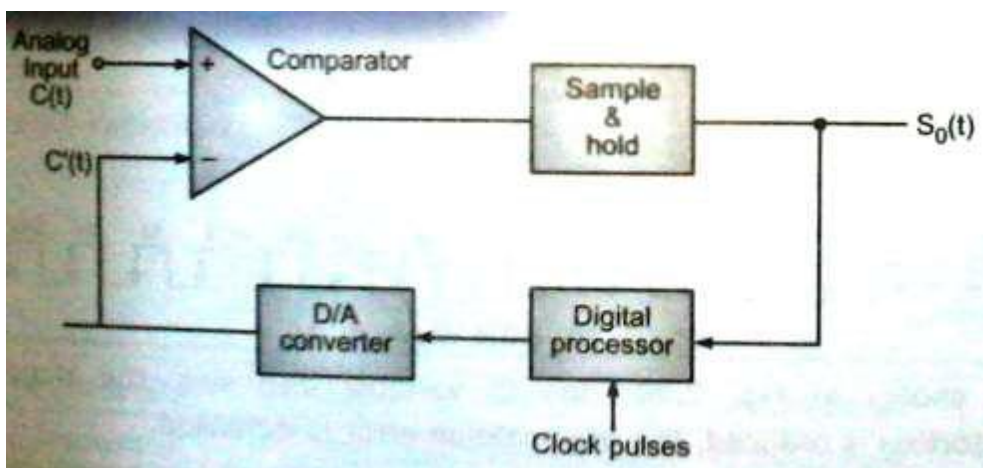 Analog
Input
C(t)
+
Comparator
Sample
&
hold
S₀(t)
C'(t)
−
D/A
converter
Digital
processor
Clock pulses